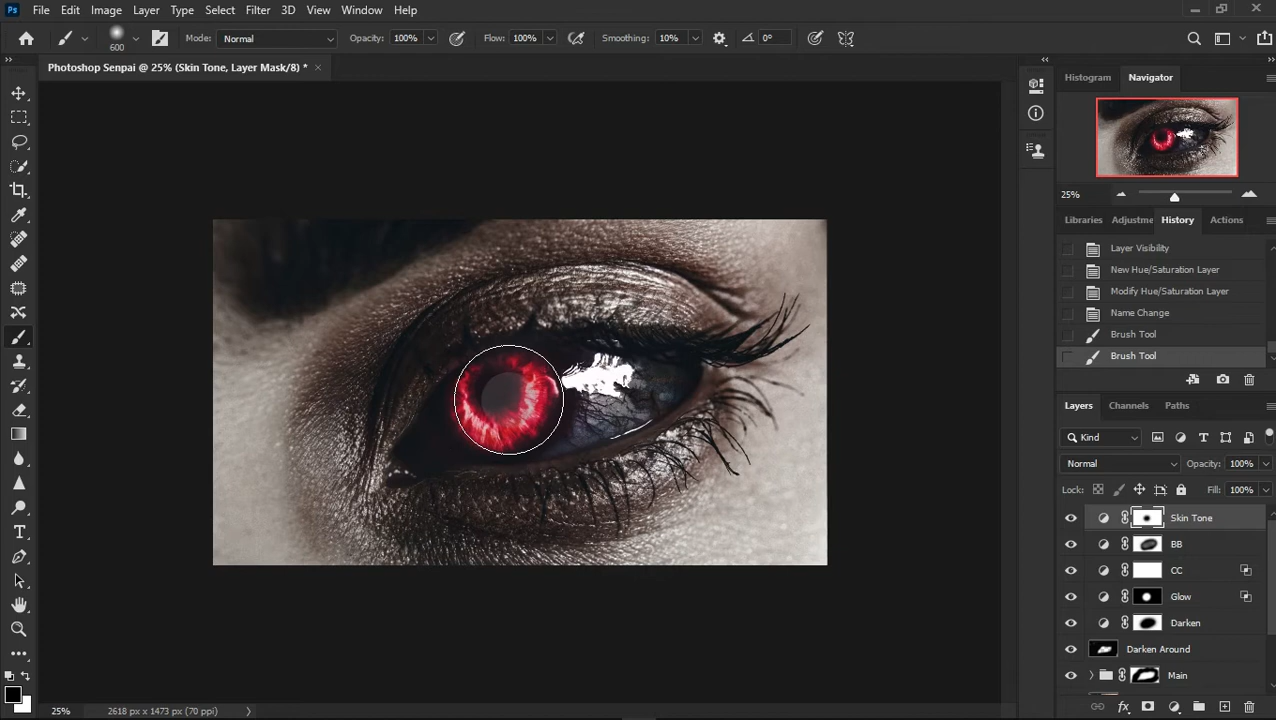 Ps File Edit Image Layer Type Select Filter 3D View Window Help
600 Mode: Normal Opacity: 100% Flow: 100% Smoothing: 10% 0°
Photoshop Senpai @ 25% (Skin Tone, Layer Mask/8) *
Histogram Navigator
25%
Libraries Adjustme History Actions
Layer Visibility
New Hue/Saturation Layer
Modify Hue/Saturation Layer
Name Change
Brush Tool
Brush Tool
Layers Channels Paths
Kind
Normal Opacity: 100%
Lock: Fill: 100%
Skin Tone
BB
CC
Glow
Darken
Darken Around
Main
25% 2618 px x 1473 px (70 ppi)
fx